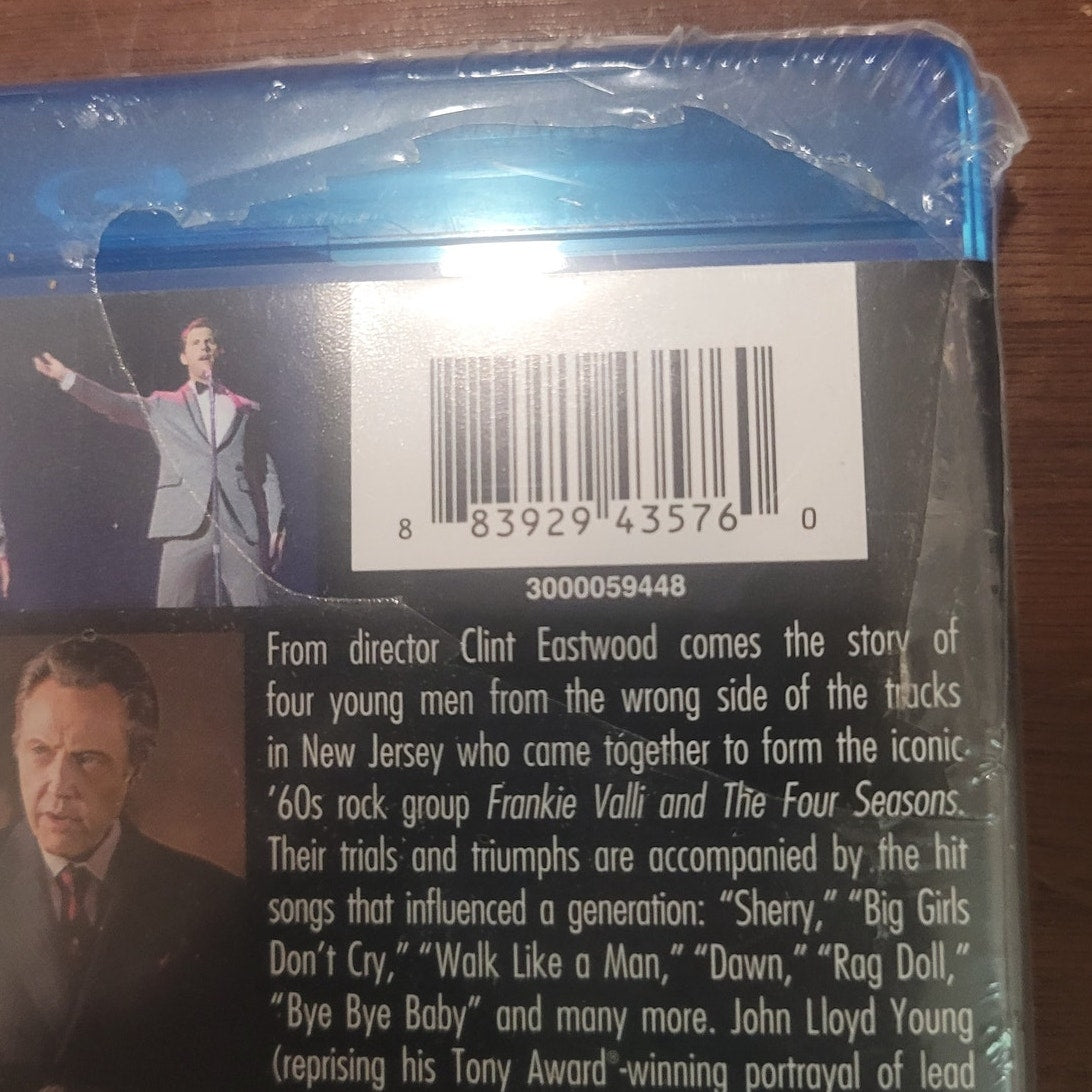 8 83929 43576 0
3000059448
From director Clint Eastwood comes the story of
four young men from the wrong side of the tracks
in New Jersey who came together to form the iconic
'60s rock group Frankie Valli and The Four Seasons.
Their trials and triumphs are accompanied by the hit
songs that influenced a generation: “Sherry,” “Big Girls
Don't Cry,” “Walk Like a Man,” “Dawn,” “Rag Doll,”
“Bye Bye Baby” and many more. John Lloyd Young
(reprising his Tony Award®-winning portrayal of lead